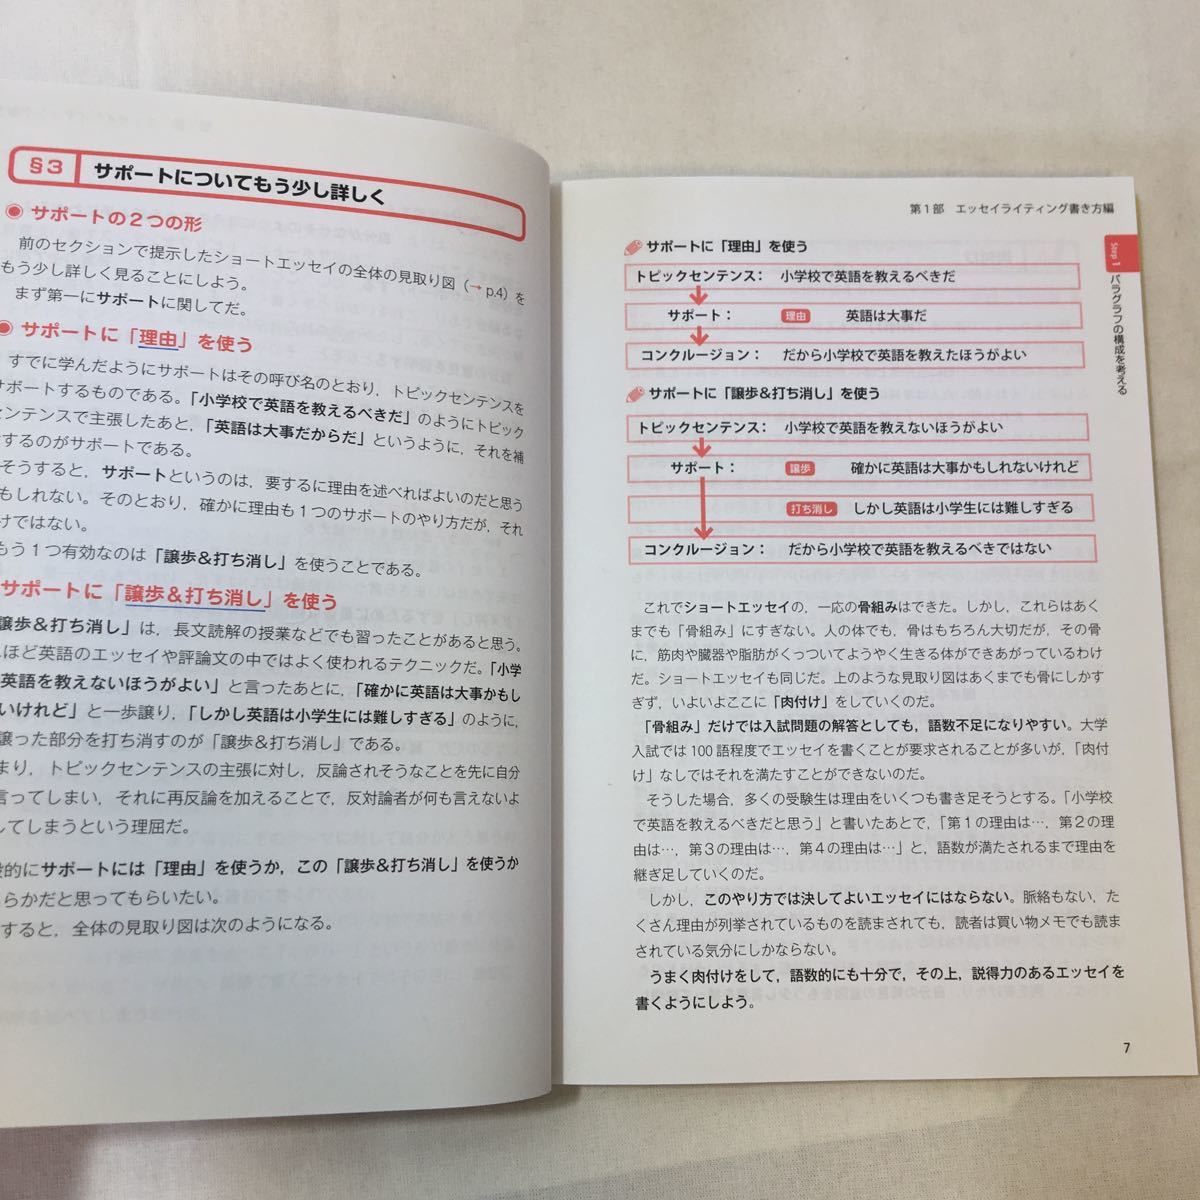 §3 サポートについてもう少し詳しく
◉ サポートの2つの形
前のセクションで提示したショートエッセイの全体の見取り図（→ p.4）を
もう少し詳しく見ることにしよう。
まず第一にサポートに関してだ。
◉ サポートに「理由」を使う
すでに学んだようにサポートはその呼び名のとおり，トピックセンテンスを
サポートするものである。「小学校で英語を教えるべきだ」のようにトピック
センテンスで主張したあと，「英語は大事だからだ」というように，それを補
するのがサポートである。
そうすると，サポートというのは，要するに理由を述べればよいのだと思う
もしれない。そのとおり，確かに理由も1つのサポートのやり方だが，それ
けではない。
もう1つ有効なのは「譲歩＆打ち消し」を使うことである。
サポートに「譲歩＆打ち消し」を使う
譲歩＆打ち消し」は，長文読解の授業などでも習ったことがあると思う。
ほど英語のエッセイや評論文の中ではよく使われるテクニックだ。「小学
英語を教えないほうがよい」と言ったあとに，「確かに英語は大事かもし
いけれど」と一歩譲り，「しかし英語は小学生には難しすぎる」のように，
譲った部分を打ち消すのが「譲歩＆打ち消し」である。
まり，トピックセンテンスの主張に対し，反論されそうなことを先に自分
言ってしまい，それに再反論を加えることで，反対論者が何も言えないよ
してしまうという理屈だ。
的にサポートには「理由」を使うか，この「譲歩＆打ち消し」を使うか
らかだと思ってもらいたい。
すると，全体の見取り図は次のようになる。
第1部　エッセイライティング書き方編
Step 1 パラグラフの構成を考える
サポートに「理由」を使う
トピックセンテンス：　小学校で英語を教えるべきだ
サポート：　理由　英語は大事だ
コンクルージョン：　だから小学校で英語を教えたほうがよい
サポートに「譲歩＆打ち消し」を使う
トピックセンテンス：　小学校で英語を教えないほうがよい
サポート：　譲歩　確かに英語は大事かもしれないけれど
打ち消し　しかし英語は小学生には難しすぎる
コンクルージョン：　だから小学校で英語を教えるべきではない
これでショートエッセイの，一応の骨組みはできた。しかし，これらはあく
までも「骨組み」にすぎない。人の体でも，骨はもちろん大切だが，その骨
に，筋肉や臓器や脂肪がくっついてようやく生きる体ができあがっているわけ
だ。ショートエッセイも同じだ。上のような見取り図はあくまでも骨にしかす
ぎず，いよいよここに「肉付け」をしていくのだ。
「骨組み」だけでは入試問題の解答としても，語数不足になりやすい。大学
入試では100語程度でエッセイを書くことが要求されることが多いが，「肉付
け」なしではそれを満たすことができないのだ。
そうした場合，多くの受験生は理由をいくつも書き足そうとする。「小学校
で英語を教えるべきだと思う」と書いたあとで，「第1の理由は…，第2の理
由は…，第3の理由は…，第4の理由は…」と，語数が満たされるまで理由を
継ぎ足していくのだ。
しかし，このやり方では決してよいエッセイにはならない。脈絡もない，た
くさん理由が列挙されているものを読まされても，読者は買い物メモでも読ま
されている気分にしかならない。
うまく肉付けをして，語数的にも十分で，その上，説得力のあるエッセイを
書くようにしよう。
7